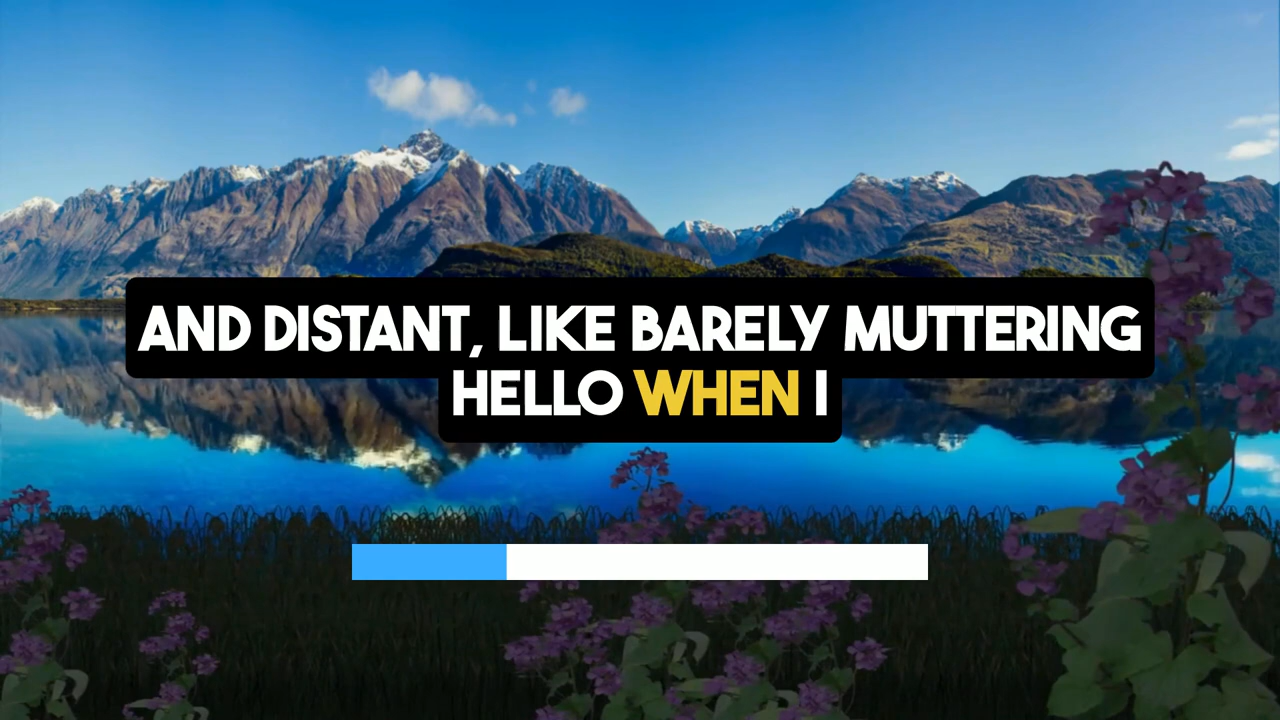 AND DISTANT, LIKE BARELY MUTTERING
HELLO WHEN I